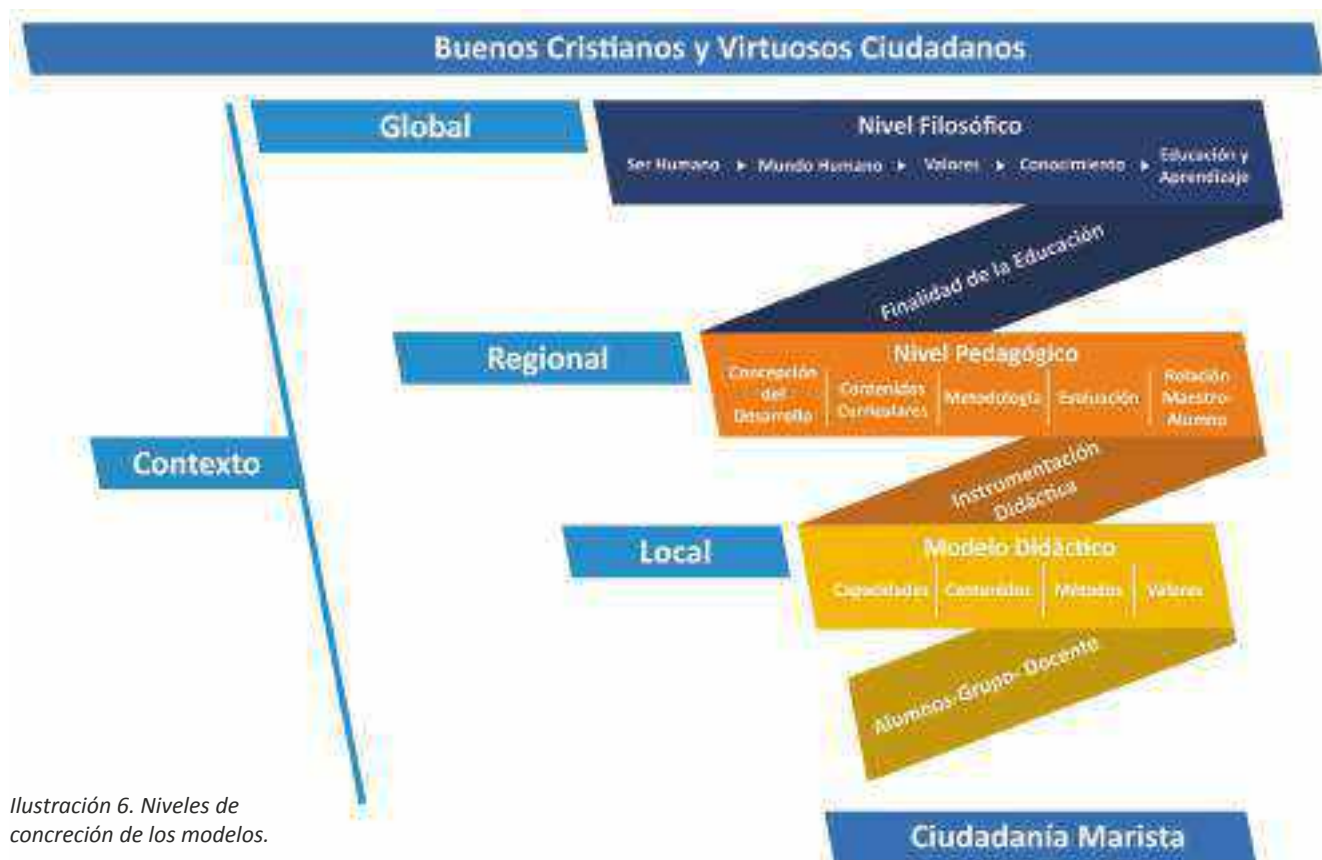 Buenos Cristianos y Virtuosos Ciudadanos
Global
Nivel Filosófico
Ser Humano ▸ Mundo Humano ▸ Valores ▸ Conocimiento ▸ Educación y
Aprendizaje
Finalidad de la Educación
Regional
Nivel Pedagógico
Concepción
del
Desarrollo
Contenidos
Curriculares
Metodología
Evaluación
Relación
Maestro-
Alumno
Contexto
Instrumentación
Didáctica
Local
Modelo Didáctico
Capacidades
Contenidos
Métodos
Valores
Alumnos-Grupo- Docente
Ilustración 6. Niveles de
concreción de los modelos.
Ciudadanía Marista